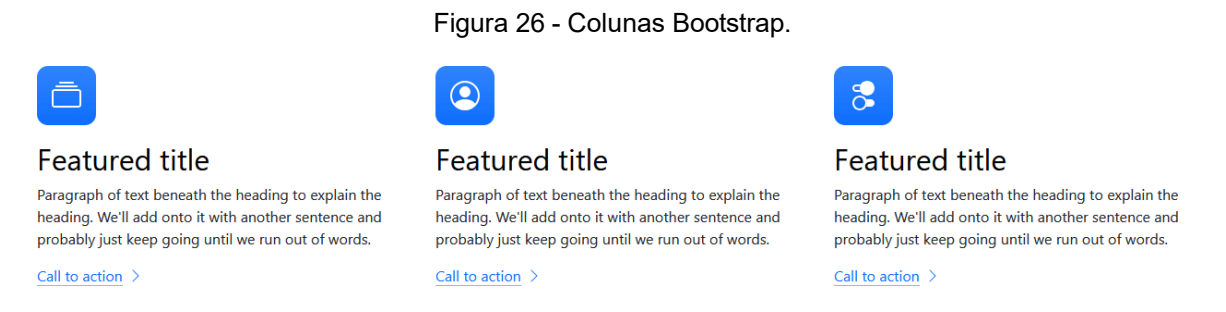 Figura 26 - Colunas Bootstrap.
Featured title
Paragraph of text beneath the heading to explain the
heading. We'll add onto it with another sentence and
probably just keep going until we run out of words.
Call to action
Featured title
Paragraph of text beneath the heading to explain the
heading. We'll add onto it with another sentence and
probably just keep going until we run out of words.
Call to action
Featured title
Paragraph of text beneath the heading to explain the
heading. We'll add onto it with another sentence and
probably just keep going until we run out of words.
Call to action